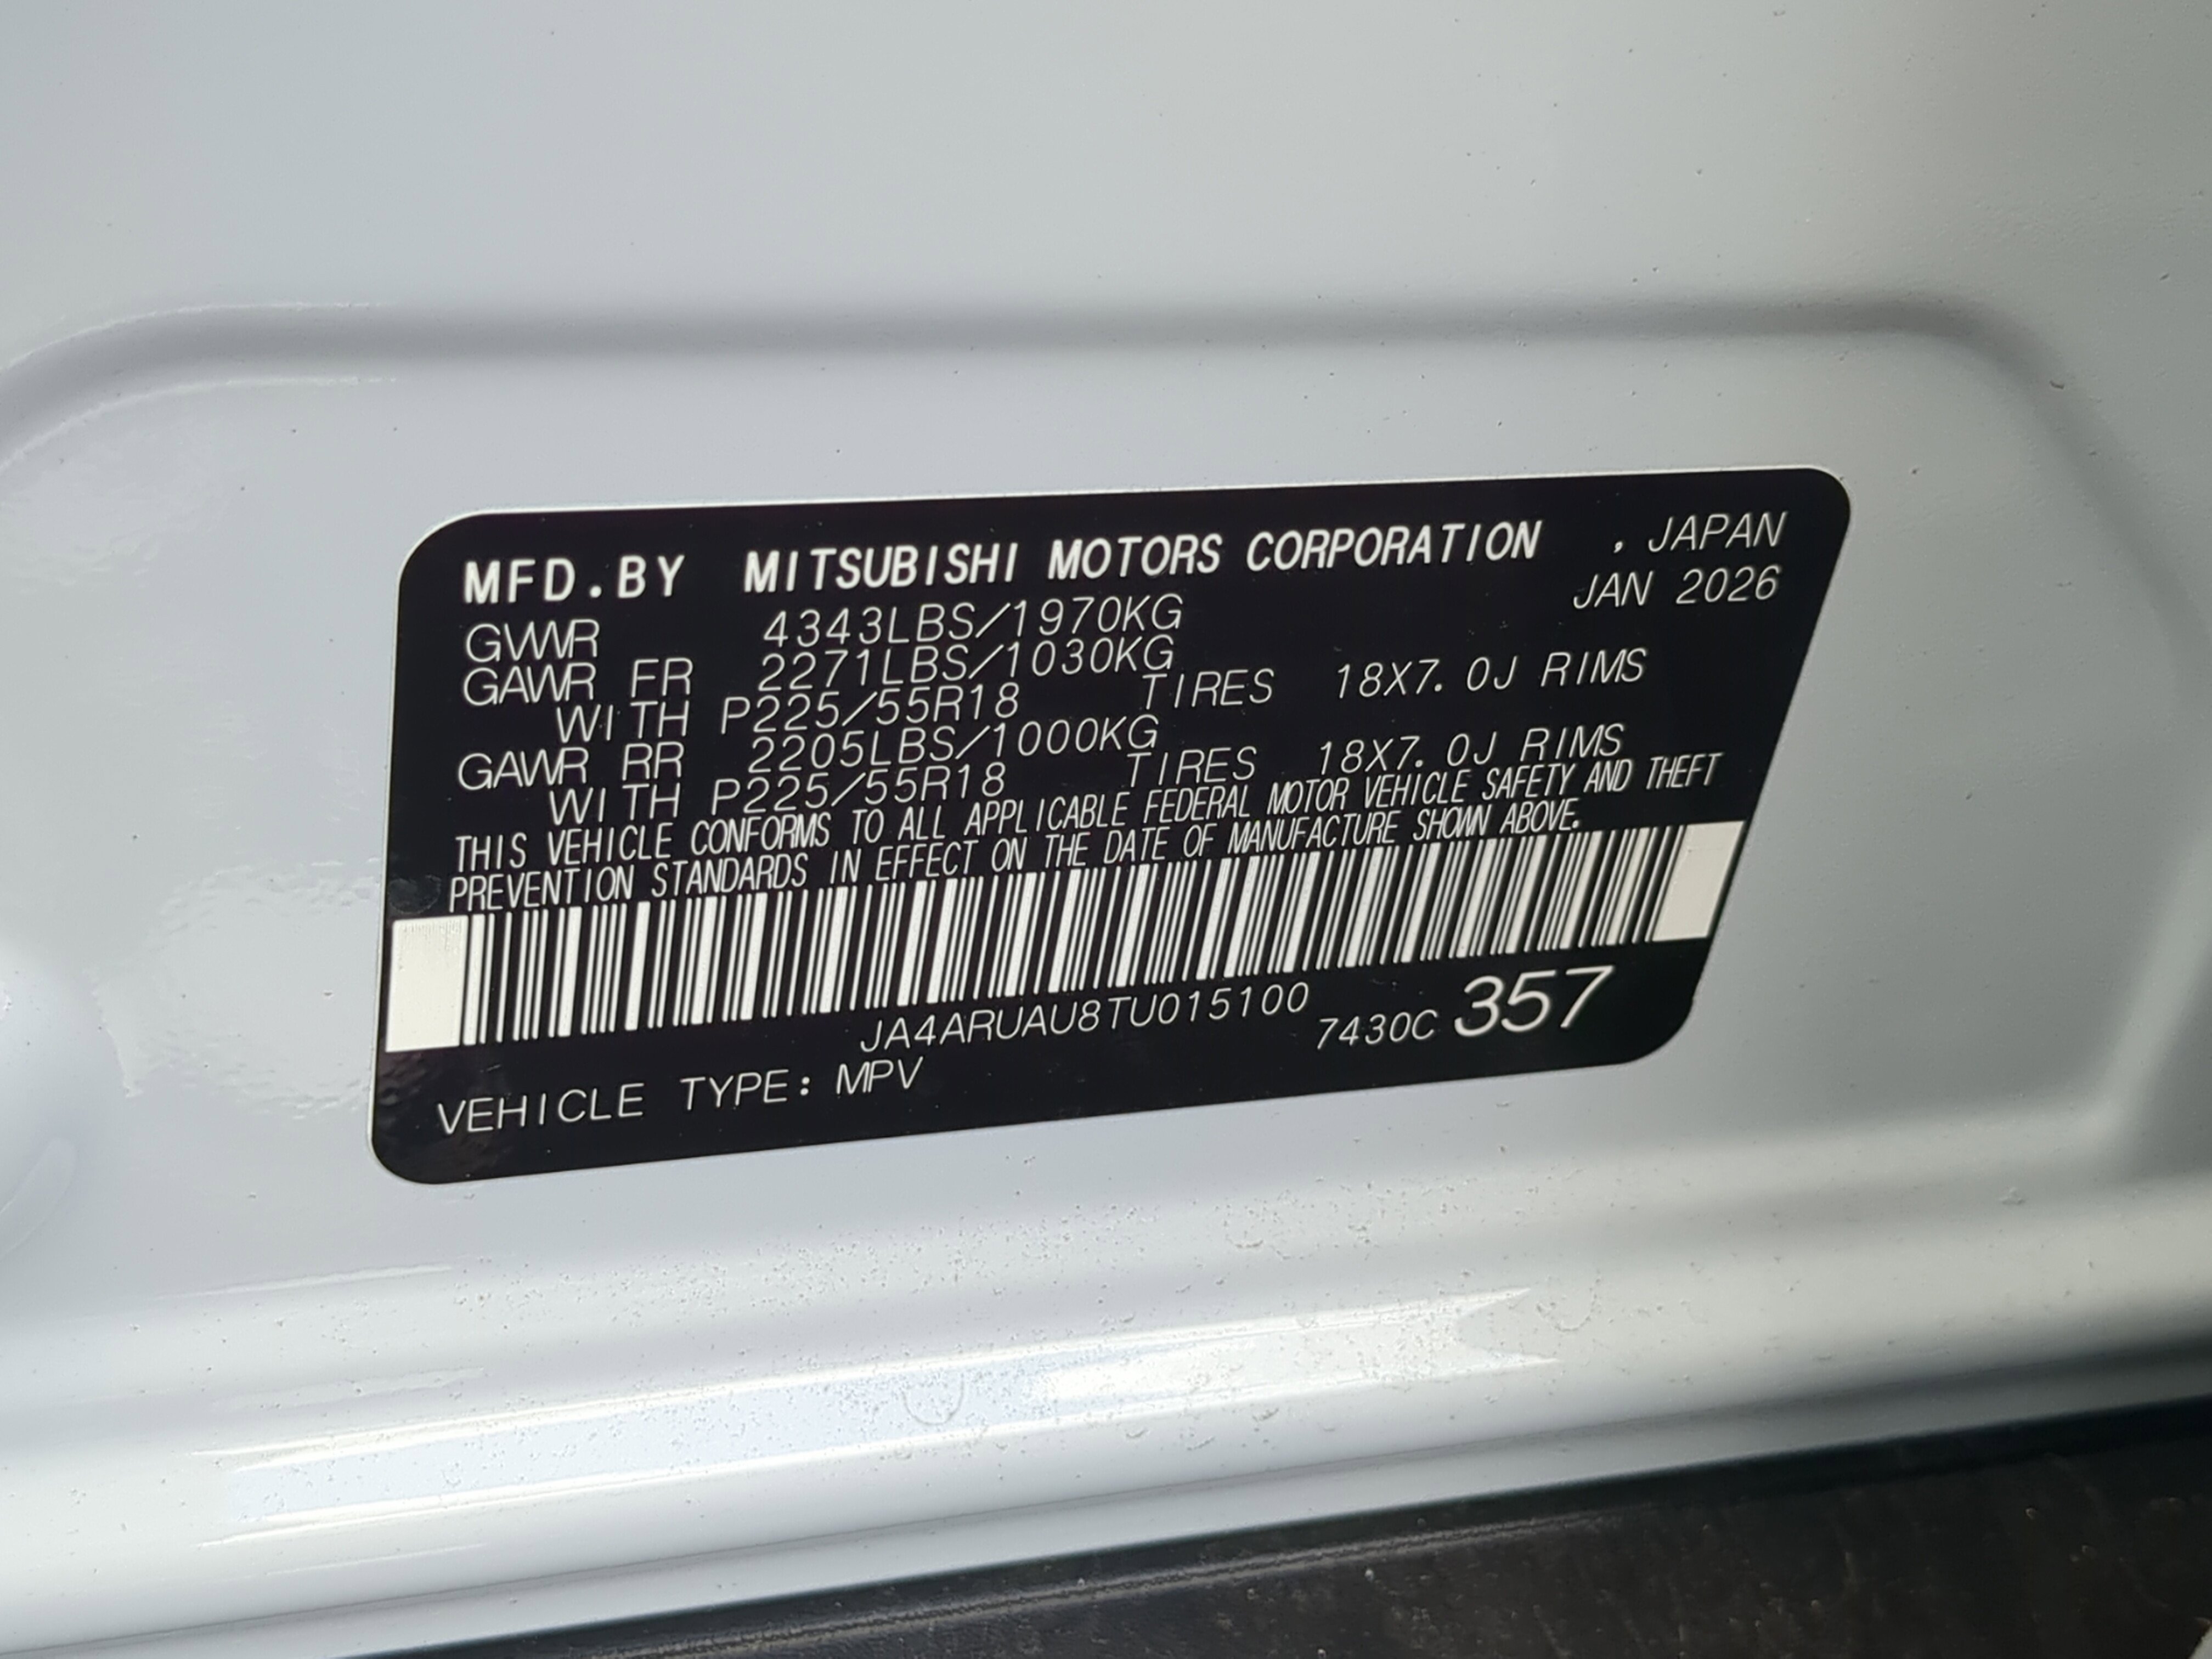 MFD.BY MITSUBISHI MOTORS CORPORATION , JAPAN
JAN 2026
GVWR 4343LBS/1970KG
GAWR FR 2271LBS/1030KG
WITH P225/55R18 TIRES 18X7.0J RIMS
GAWR RR 2205LBS/1000KG
WITH P225/55R18 TIRES 18X7.0J RIMS
THIS VEHICLE CONFORMS TO ALL APPLICABLE FEDERAL MOTOR VEHICLE SAFETY AND THEFT
PREVENTION STANDARDS IN EFFECT ON THE DATE OF MANUFACTURE SHOWN ABOVE.
JA4ARUAU8TU015100 7430C 357
VEHICLE TYPE: MPV